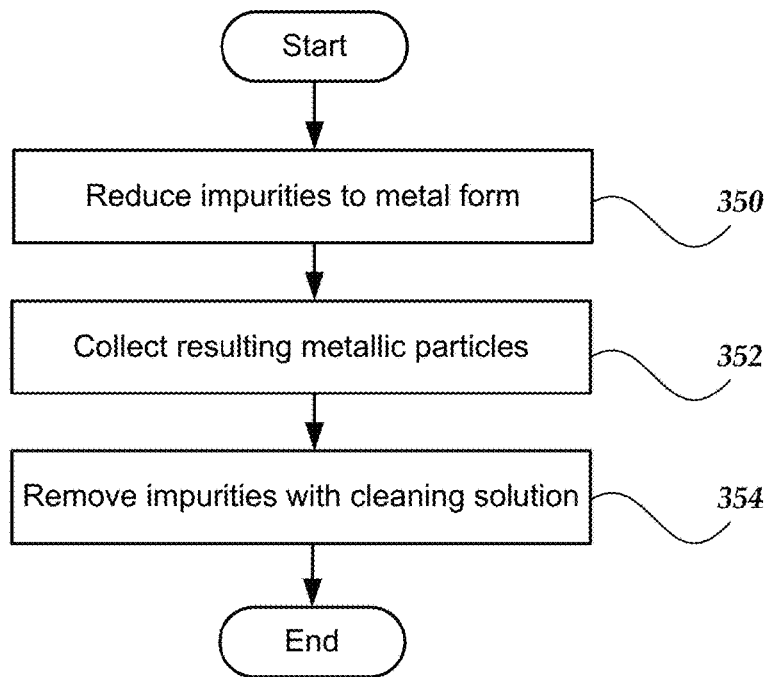 Start
Reduce impurities to metal form
350
Collect resulting metallic particles
352
Remove impurities with cleaning solution
354
End